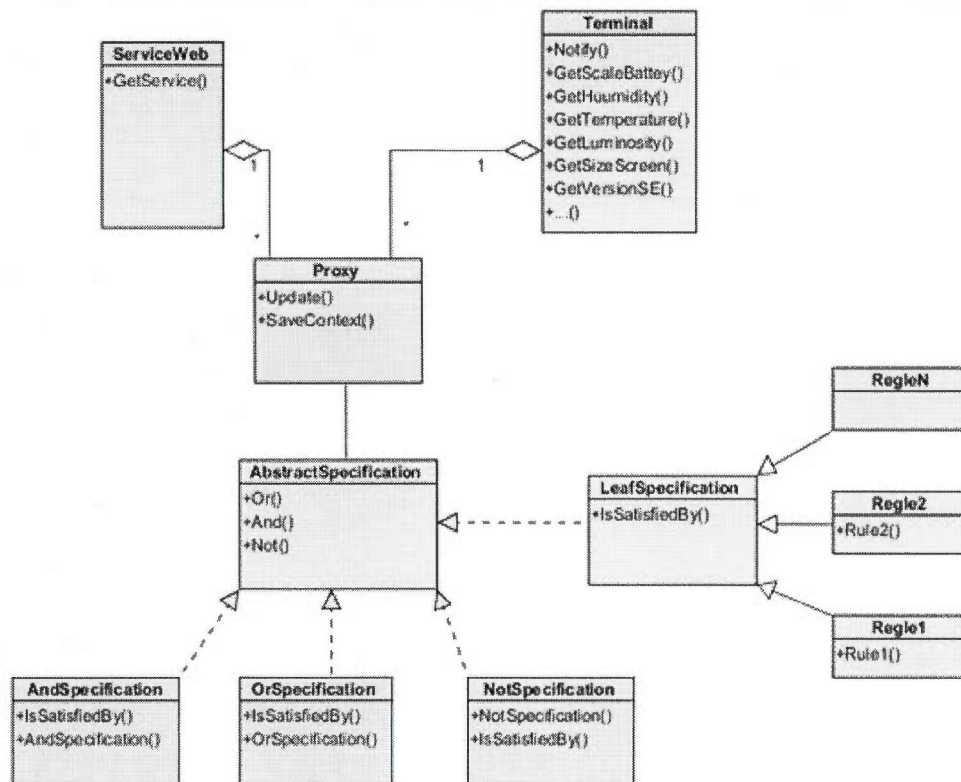 ServiceWeb
+GetService()
Terminal
+Notify()
+GetScaleBattey()
+GetHuumidity()
+GetTemperature()
+GetLuminosity()
+GetSizeScreen()
+GetVersionSE()
+...()
1
1
*
*
Proxy
+Update()
+SaveContext()
AbstractSpecification
+Or()
+And()
+Not()
LeafSpecification
+IsSatisfiedBy()
RegleN
Regle2
+Rule2()
Regle1
+Rule1()
AndSpecification
+IsSatisfiedBy()
+AndSpecification()
OrSpecification
+IsSatisfiedBy()
+OrSpecification()
NotSpecification
+NotSpecification()
+IsSatisfiedBy()